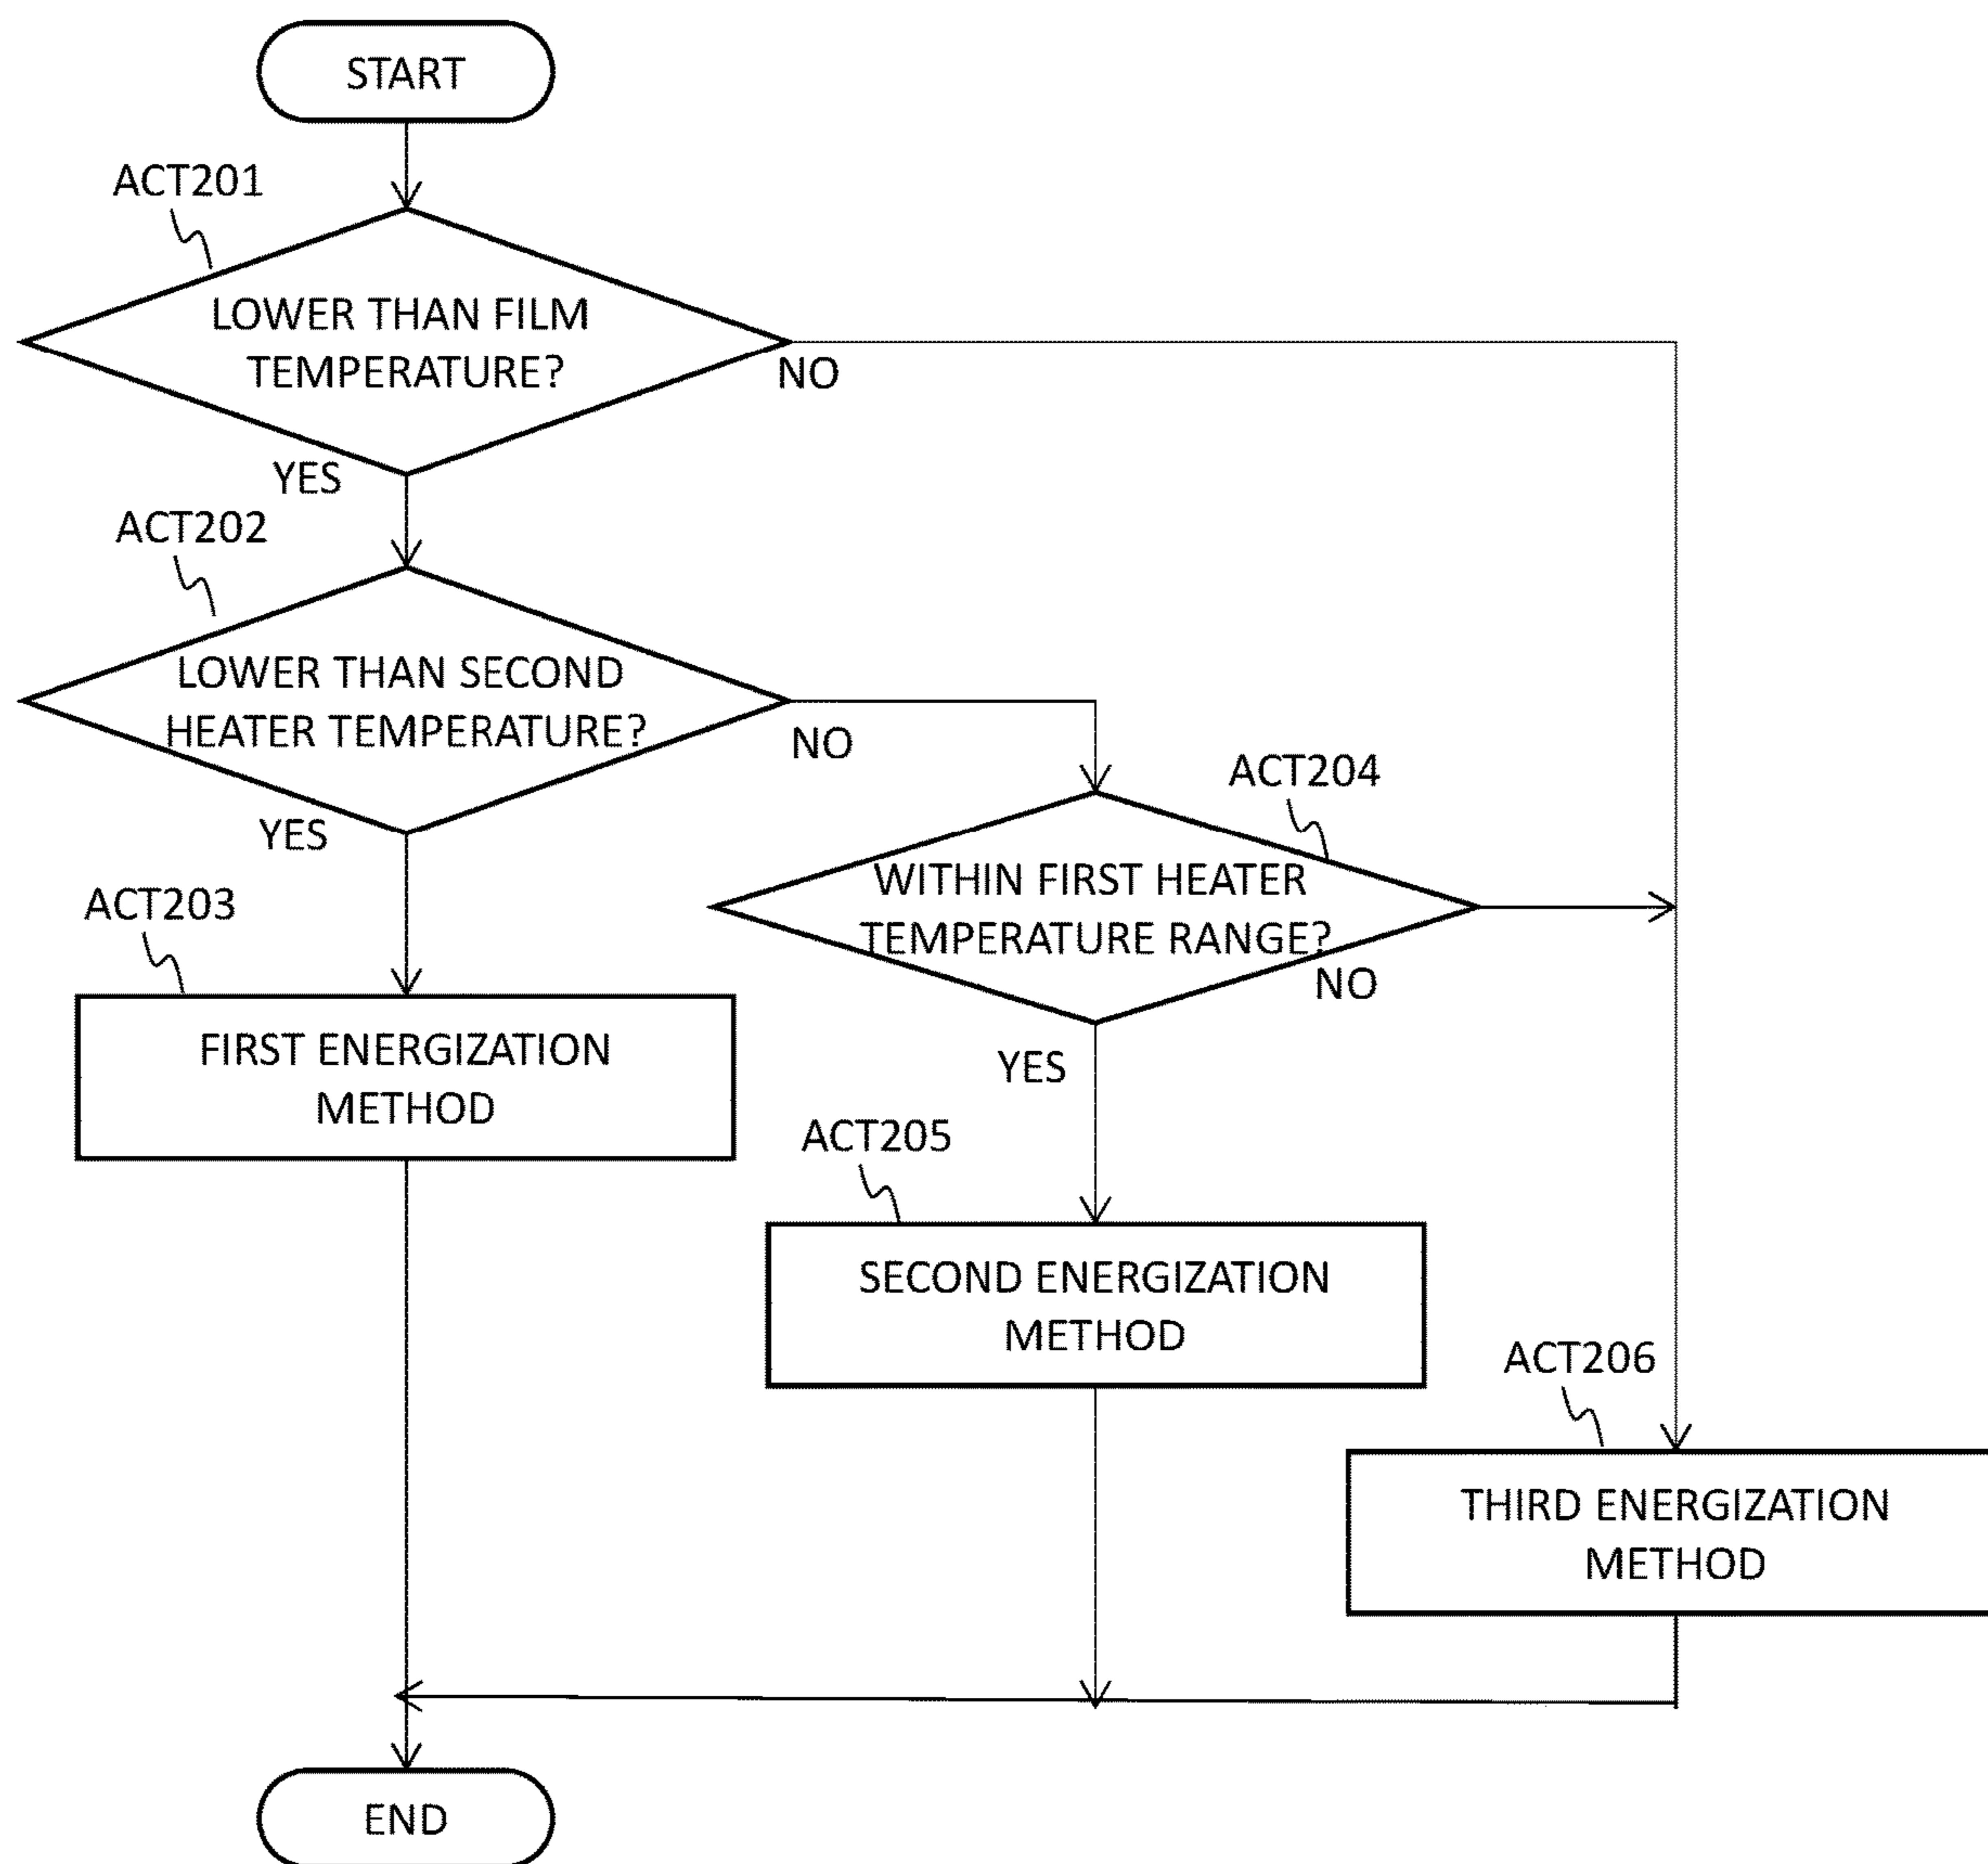 START
ACT201
LOWER THAN FILM
TEMPERATURE?
NO
YES
ACT202
LOWER THAN SECOND
HEATER TEMPERATURE?
NO
YES
ACT204
WITHIN FIRST HEATER
TEMPERATURE RANGE?
NO
YES
ACT203
FIRST ENERGIZATION
METHOD
ACT205
SECOND ENERGIZATION
METHOD
ACT206
THIRD ENERGIZATION
METHOD
END